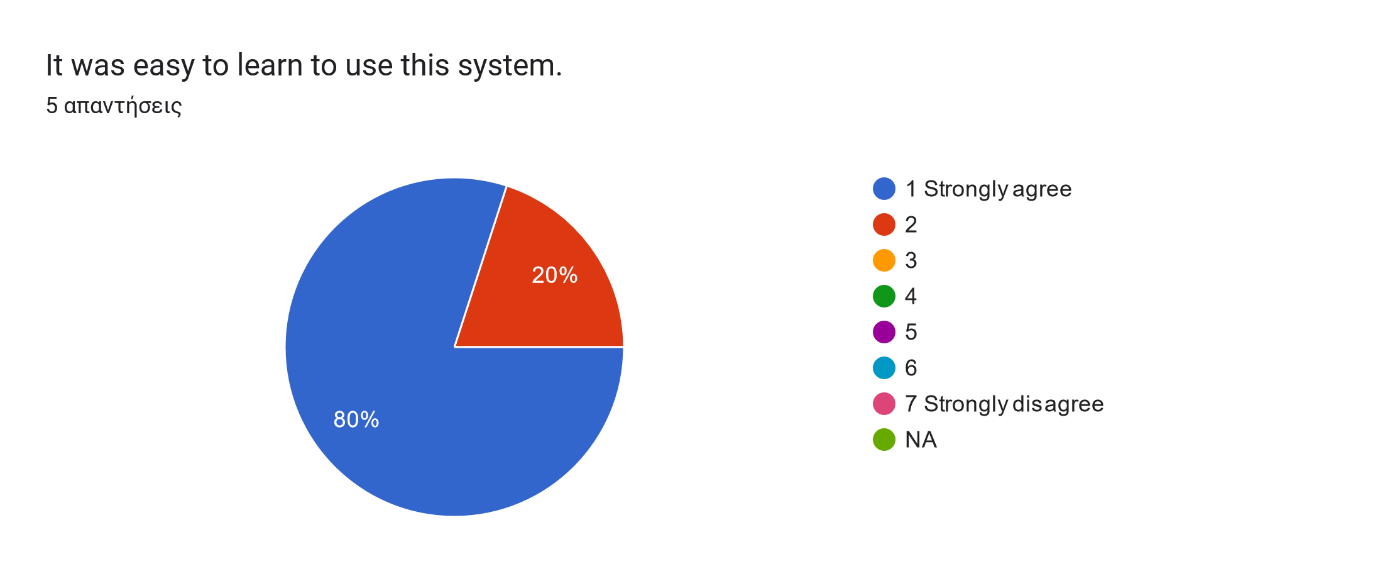 It was easy to learn to use this system.
5 απαντήσεις
1 Strongly agree
2
3
4
5
6
7 Strongly disagree
NA
20%
80%